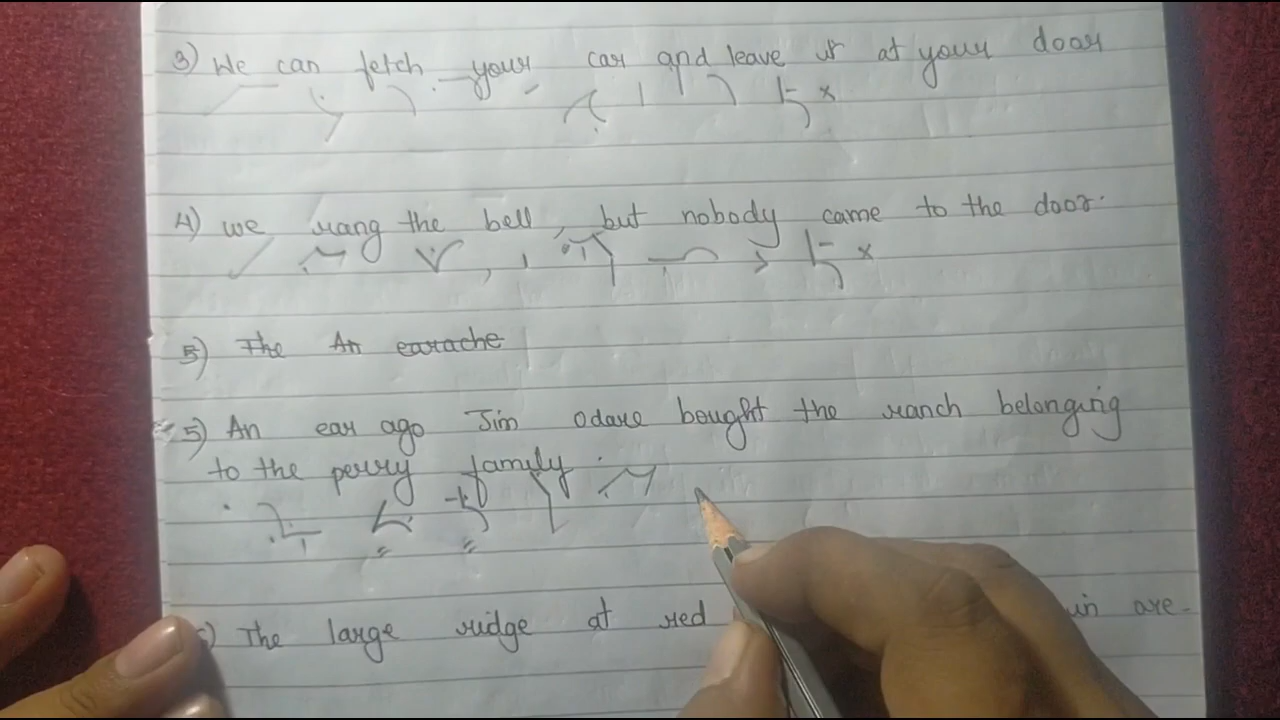 3) We can fetch your car and leave it at your door
4) we rang the bell, but nobody came to the door.
5) The An earache
5) An ear ago Jim Odare bought the ranch belonging
to the perry family.
The large ridge at red in are-